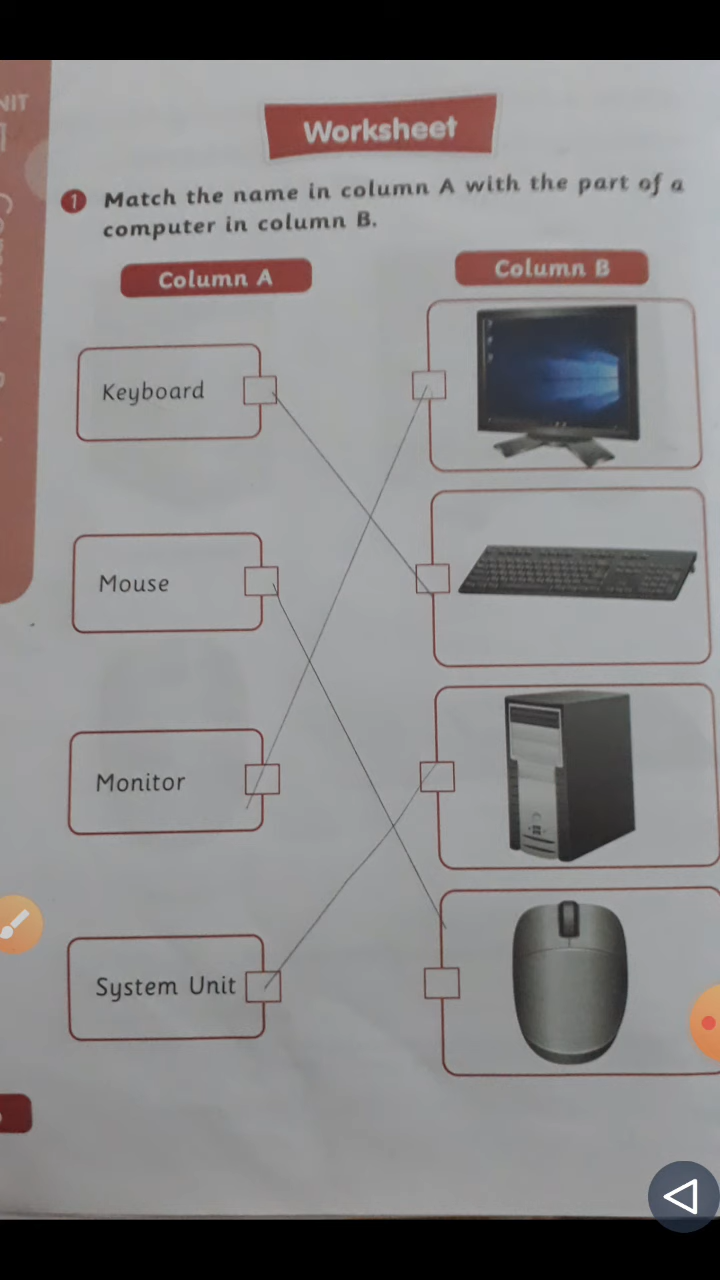 NIT
1
Worksheet
1 Match the name in column A with the part of a
computer in column B.
Column A
Column B
Keyboard
Mouse
Monitor
System Unit